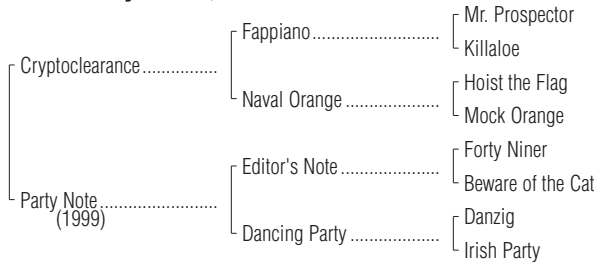 Mr. Prospector
Fappiano
Killaloe
Cryptoclearance
Hoist the Flag
Naval Orange
Mock Orange
Forty Niner
Editor's Note
Beware of the Cat
Party Note
(1999)
Danzig
Dancing Party
Irish Party